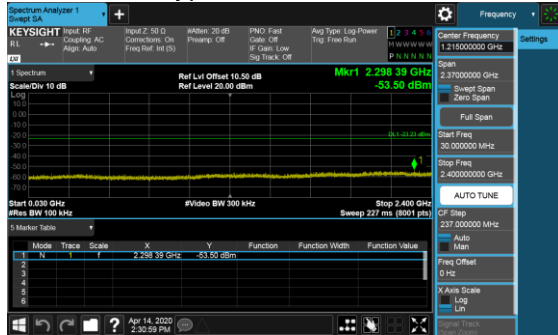 Spectrum Analyzer 1
Swept SA
+
Frequency
KEYSIGHT
RL
Input: RF
Coupling: AC
Align: Auto
Input Z: 50 Ω
Corrections: On
Freq Ref: Int (S)
#Atten: 20 dB
Preamp: Off
PNO: Fast
Gate: Off
IF Gain: Low
Sig Track: Off
Avg Type: Log-Power
Trig: Free Run
1 2 3 4 5 6
M W W W W W
P N N N N N
LXI
1 Spectrum
Scale/Div 10 dB
Ref Lvl Offset 10.50 dB
Ref Level 20.00 dBm
Mkr1 2.298 39 GHz
-53.50 dBm
Log
10.0
0.00
-10.0
-20.0
-30.0
-40.0
-50.0
-60.0
-70.0
DL1 -23.23 dBm
1
Start 0.030 GHz
#Res BW 100 kHz
#Video BW 300 kHz
Stop 2.400 GHz
Sweep 227 ms (8001 pts)
5 Marker Table
Mode Trace Scale X Y Function Function Width Function Value
1 N 1 f 2.298 39 GHz -53.50 dBm
2
3
4
5
6
Apr 14, 2020
2:30:59 PM
?
Center Frequency
1.215000000 GHz
Settings
Span
2.37000000 GHz
Swept Span
Zero Span
Full Span
Start Freq
30.000000 MHz
Stop Freq
2.400000000 GHz
AUTO TUNE
CF Step
237.000000 MHz
Auto
Man
Freq Offset
0 Hz
X Axis Scale
Log
Lin
Signal Track
(Span Zoom)